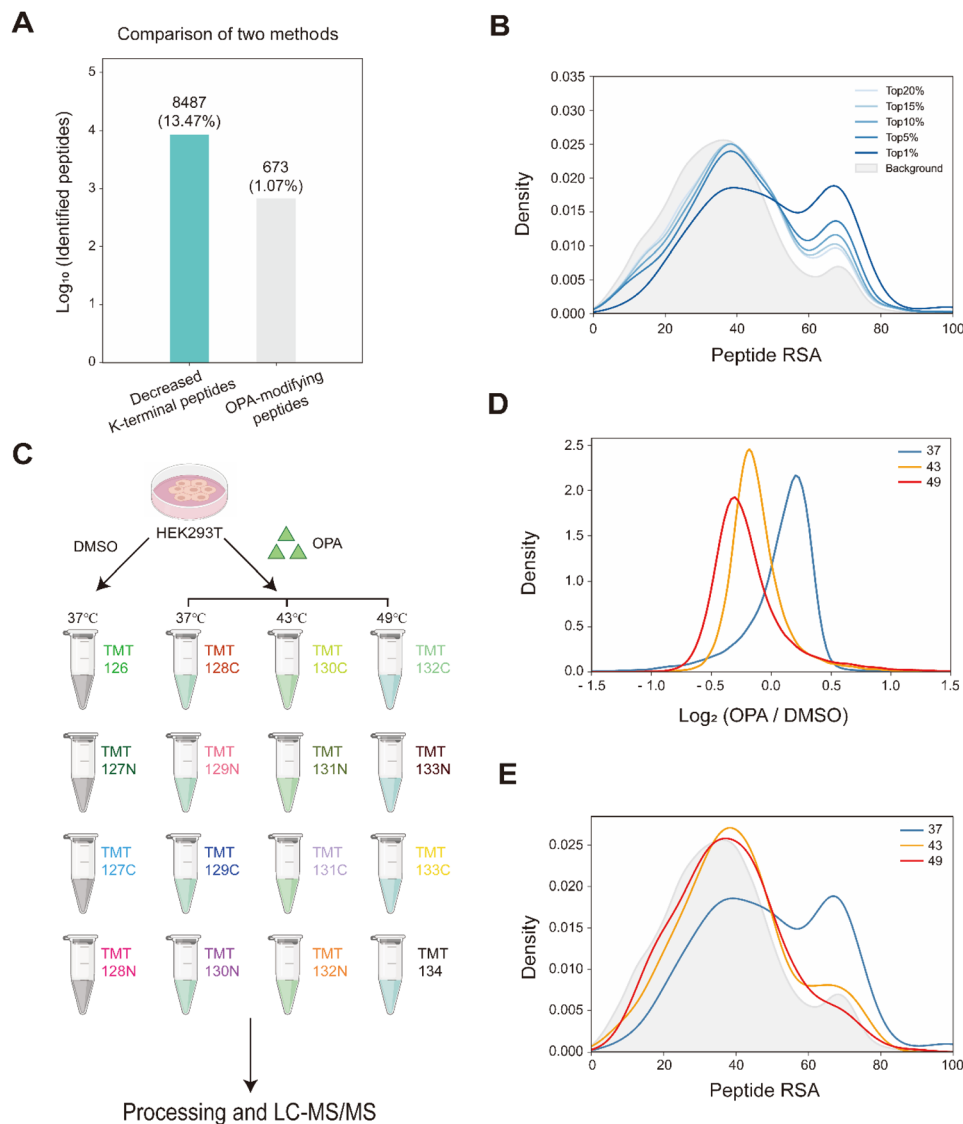 A
Comparison of two methods
Log₁₀ (Identified peptides)
5
4
3
2
1
0
8487
(13.47%)
673
(1.07%)
Decreased
K-terminal peptides
OPA-modifying
peptides
B
Density
0.035
0.030
0.025
0.020
0.015
0.010
0.005
0.000
Top20%
Top15%
Top10%
Top5%
Top1%
Background
0 20 40 60 80 100
Peptide RSA
C
HEK293T
DMSO
OPA
37℃ 37℃ 43℃ 49℃
TMT 126
TMT 128C
TMT 130C
TMT 132C
TMT 127N
TMT 129N
TMT 131N
TMT 133N
TMT 127C
TMT 129C
TMT 131C
TMT 133C
TMT 128N
TMT 130N
TMT 132N
TMT 134
Processing and LC-MS/MS
D
Density
2.5
2.0
1.5
1.0
0.5
0.0
37
43
49
-1.5 -1.0 -0.5 0.0 0.5 1.0 1.5
Log₂ (OPA / DMSO)
E
Density
0.025
0.020
0.015
0.010
0.005
0.000
37
43
49
0 20 40 60 80 100
Peptide RSA